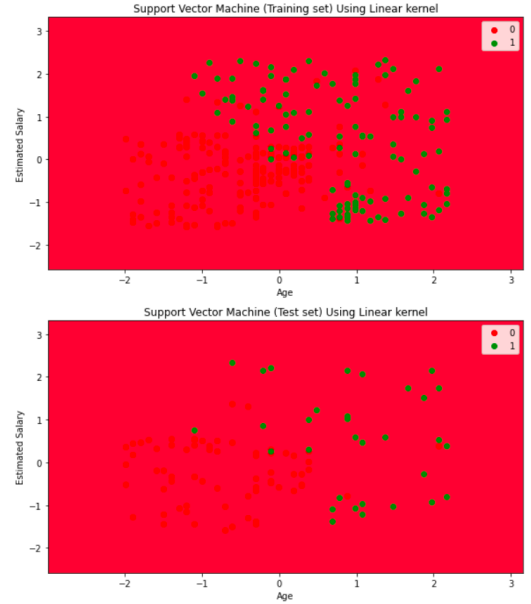 Support Vector Machine (Training set) Using Linear kernel
0
1
3
2
1
0
−1
−2
Estimated Salary
−2 −1 0 1 2 3
Age
Support Vector Machine (Test set) Using Linear kernel
0
1
3
2
1
0
−1
−2
Estimated Salary
−2 −1 0 1 2 3
Age